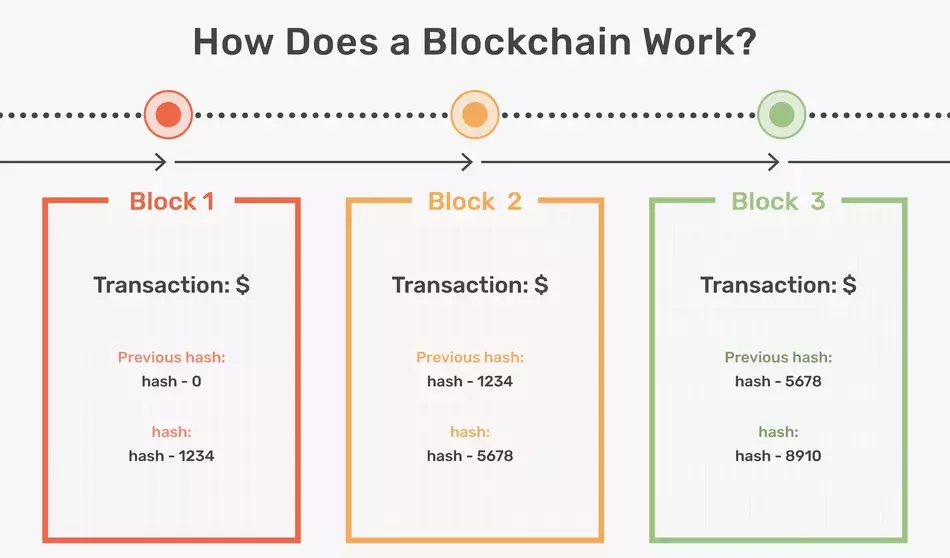 How Does a Blockchain Work?
Block 1
Transaction: $
Previous hash:
hash - 0
hash:
hash - 1234
Block 2
Transaction: $
Previous hash:
hash - 1234
hash:
hash - 5678
Block 3
Transaction: $
Previous hash:
hash - 5678
hash:
hash - 8910